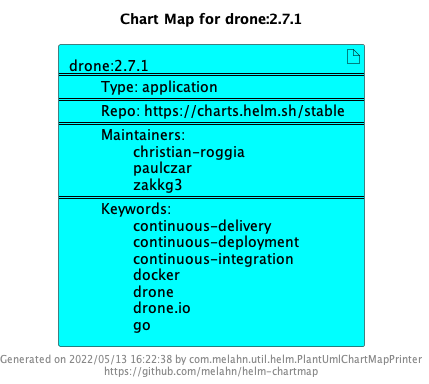 Chart Map for drone:2.7.1
drone:2.7.1
Type: application
Repo: https://charts.helm.sh/stable
Maintainers:
christian-roggia
paulczar
zakkg3
Keywords:
continuous-delivery
continuous-deployment
continuous-integration
docker
drone
drone.io
go
Generated on 2022/05/13 16:22:38 by com.melahn.util.helm.PlantUmlChartMapPrinter
https://github.com/melahn/helm-chartmap